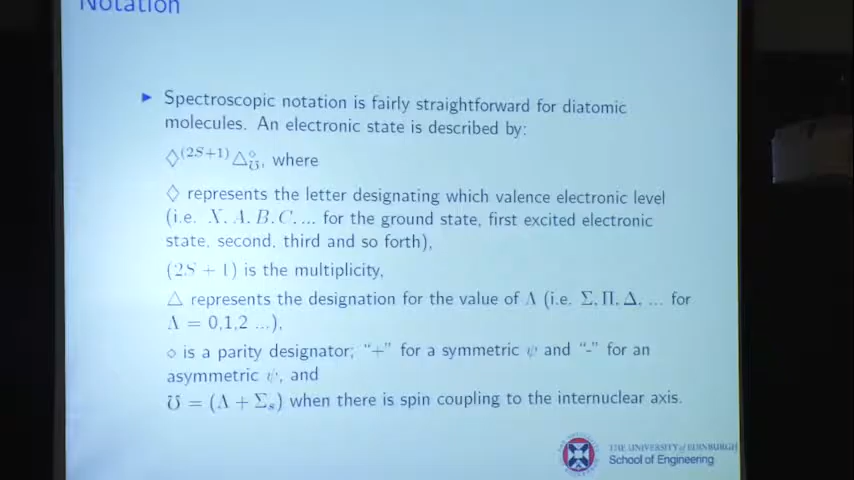 Notation
▶ Spectroscopic notation is fairly straightforward for diatomic
molecules. An electronic state is described by:
◇^(2S+1)△^⋄_℧, where
◇ represents the letter designating which valence electronic level
(i.e. X, A, B, C, ... for the ground state, first excited electronic
state, second, third and so forth),
(2S + 1) is the multiplicity,
△ represents the designation for the value of Λ (i.e. Σ, Π, Δ, ... for
Λ = 0,1,2 ...),
⋄ is a parity designator; "+" for a symmetric ψ and "-" for an
asymmetric ψ, and
℧ = (Λ + Σ_s) when there is spin coupling to the internuclear axis.
THE UNIVERSITY of EDINBURGH
School of Engineering